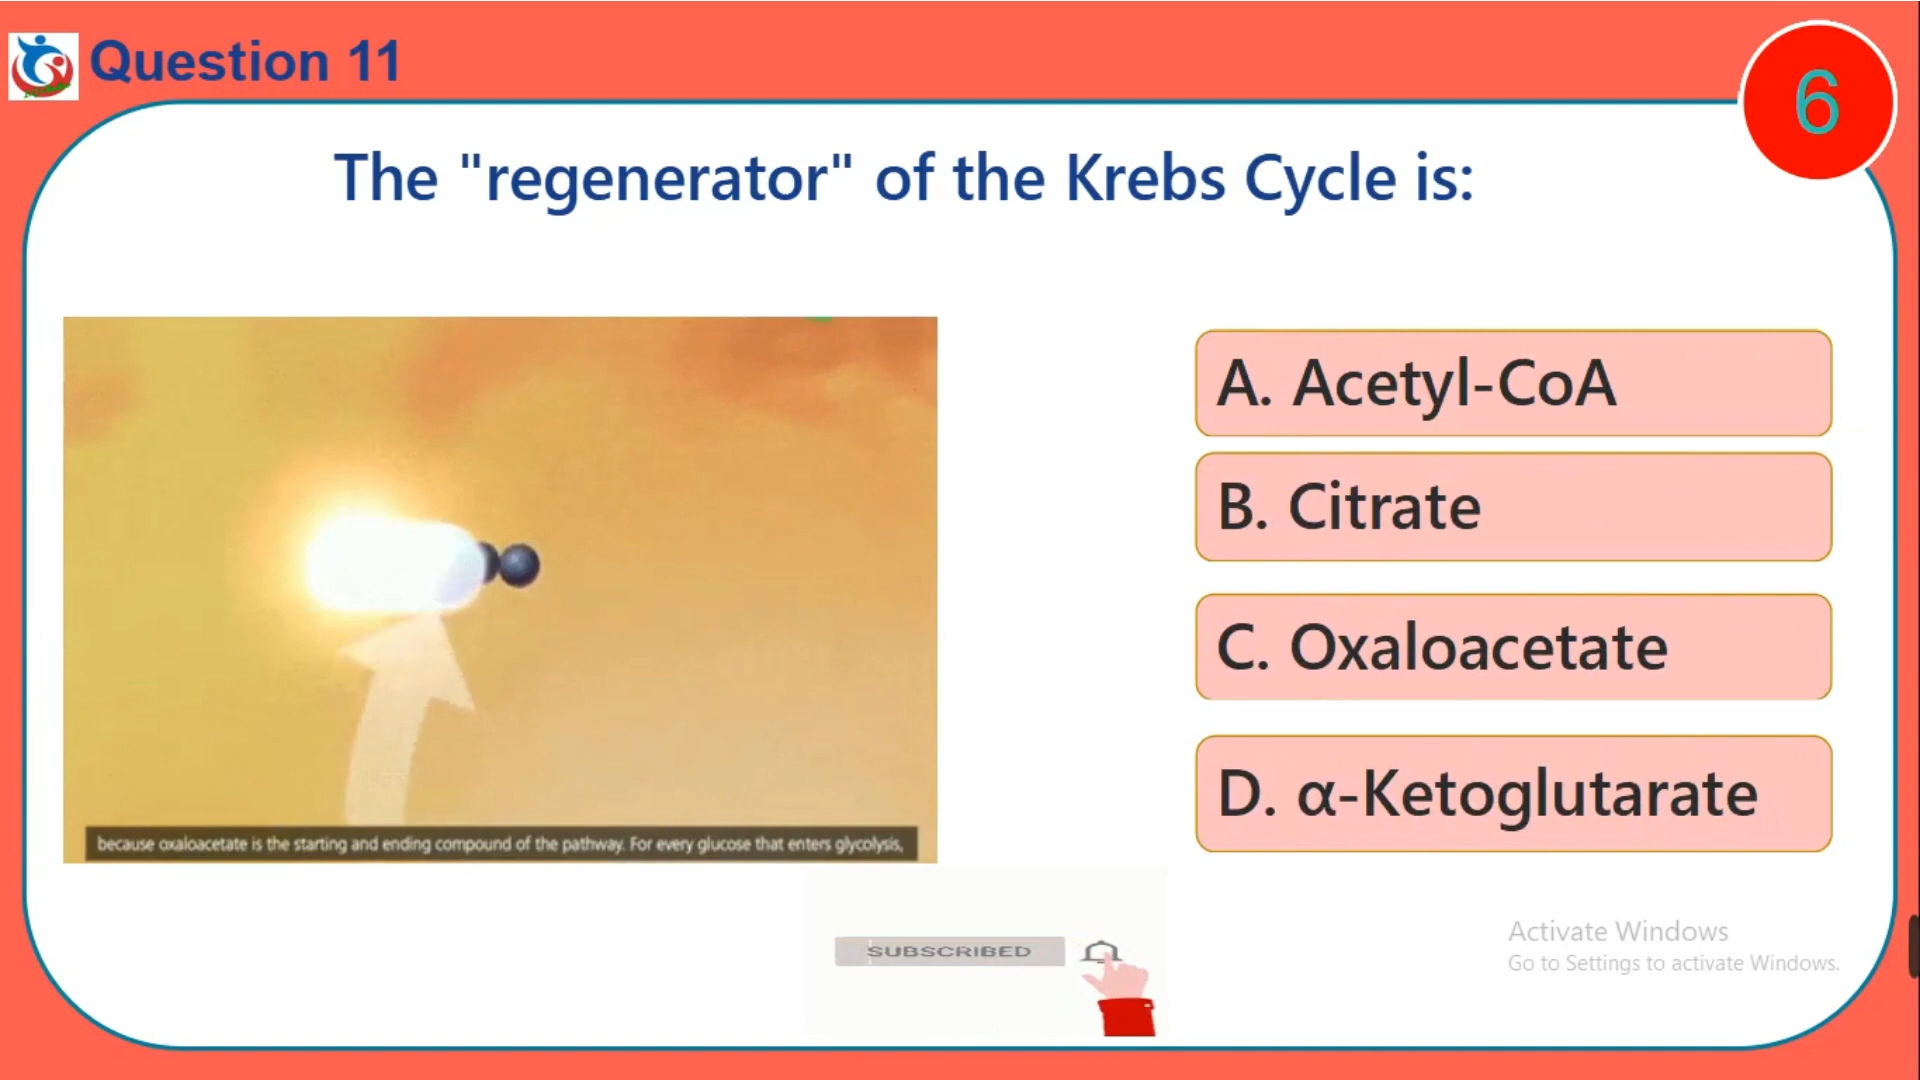 Question 11
6
The "regenerator" of the Krebs Cycle is:
A. Acetyl-CoA
B. Citrate
C. Oxaloacetate
D. α-Ketoglutarate
because oxaloacetate is the starting and ending compound of the pathway. For every glucose that enters glycolysis,
SUBSCRIBED
Activate Windows
Go to Settings to activate Windows.